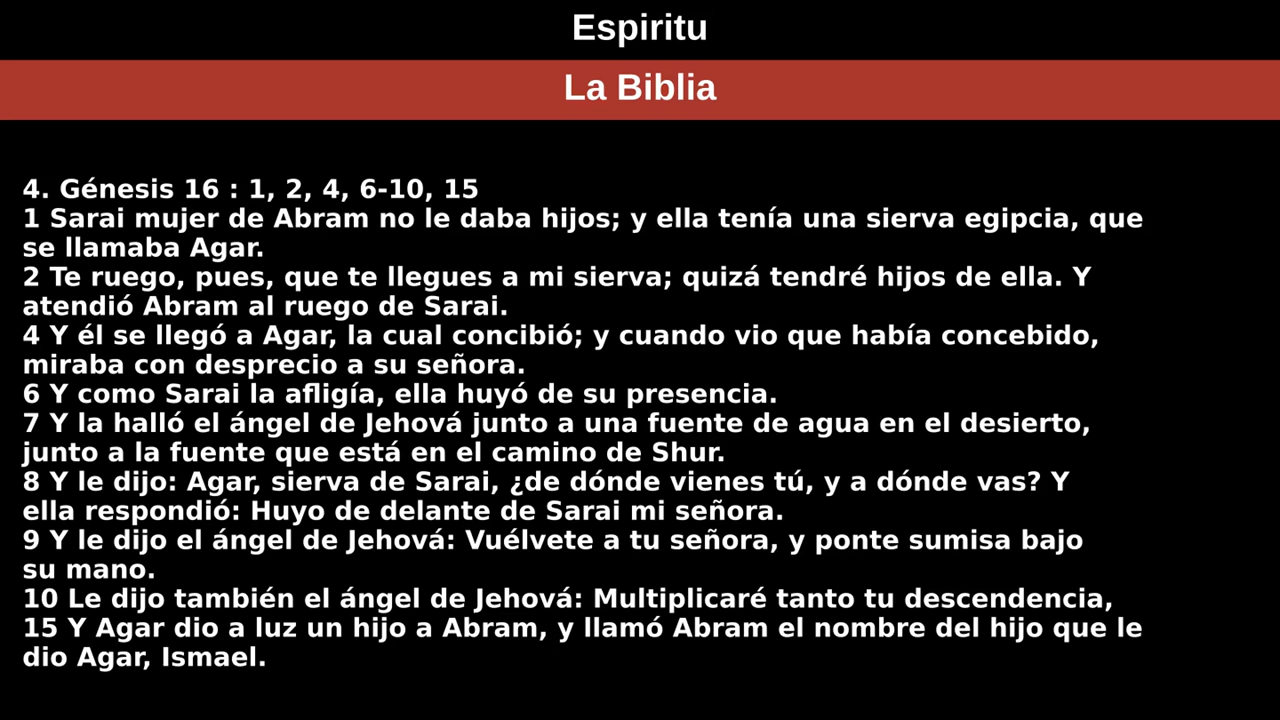 Espiritu
La Biblia
4. Génesis 16 : 1, 2, 4, 6-10, 15
1 Sarai mujer de Abram no le daba hijos; y ella tenía una sierva egipcia, que
se llamaba Agar.
2 Te ruego, pues, que te llegues a mi sierva; quizá tendré hijos de ella. Y
atendió Abram al ruego de Sarai.
4 Y él se llegó a Agar, la cual concibió; y cuando vio que había concebido,
miraba con desprecio a su señora.
6 Y como Sarai la afligía, ella huyó de su presencia.
7 Y la halló el ángel de Jehová junto a una fuente de agua en el desierto,
junto a la fuente que está en el camino de Shur.
8 Y le dijo: Agar, sierva de Sarai, ¿de dónde vienes tú, y a dónde vas? Y
ella respondió: Huyo de delante de Sarai mi señora.
9 Y le dijo el ángel de Jehová: Vuélvete a tu señora, y ponte sumisa bajo
su mano.
10 Le dijo también el ángel de Jehová: Multiplicaré tanto tu descendencia,
15 Y Agar dio a luz un hijo a Abram, y llamó Abram el nombre del hijo que le
dio Agar, Ismael.